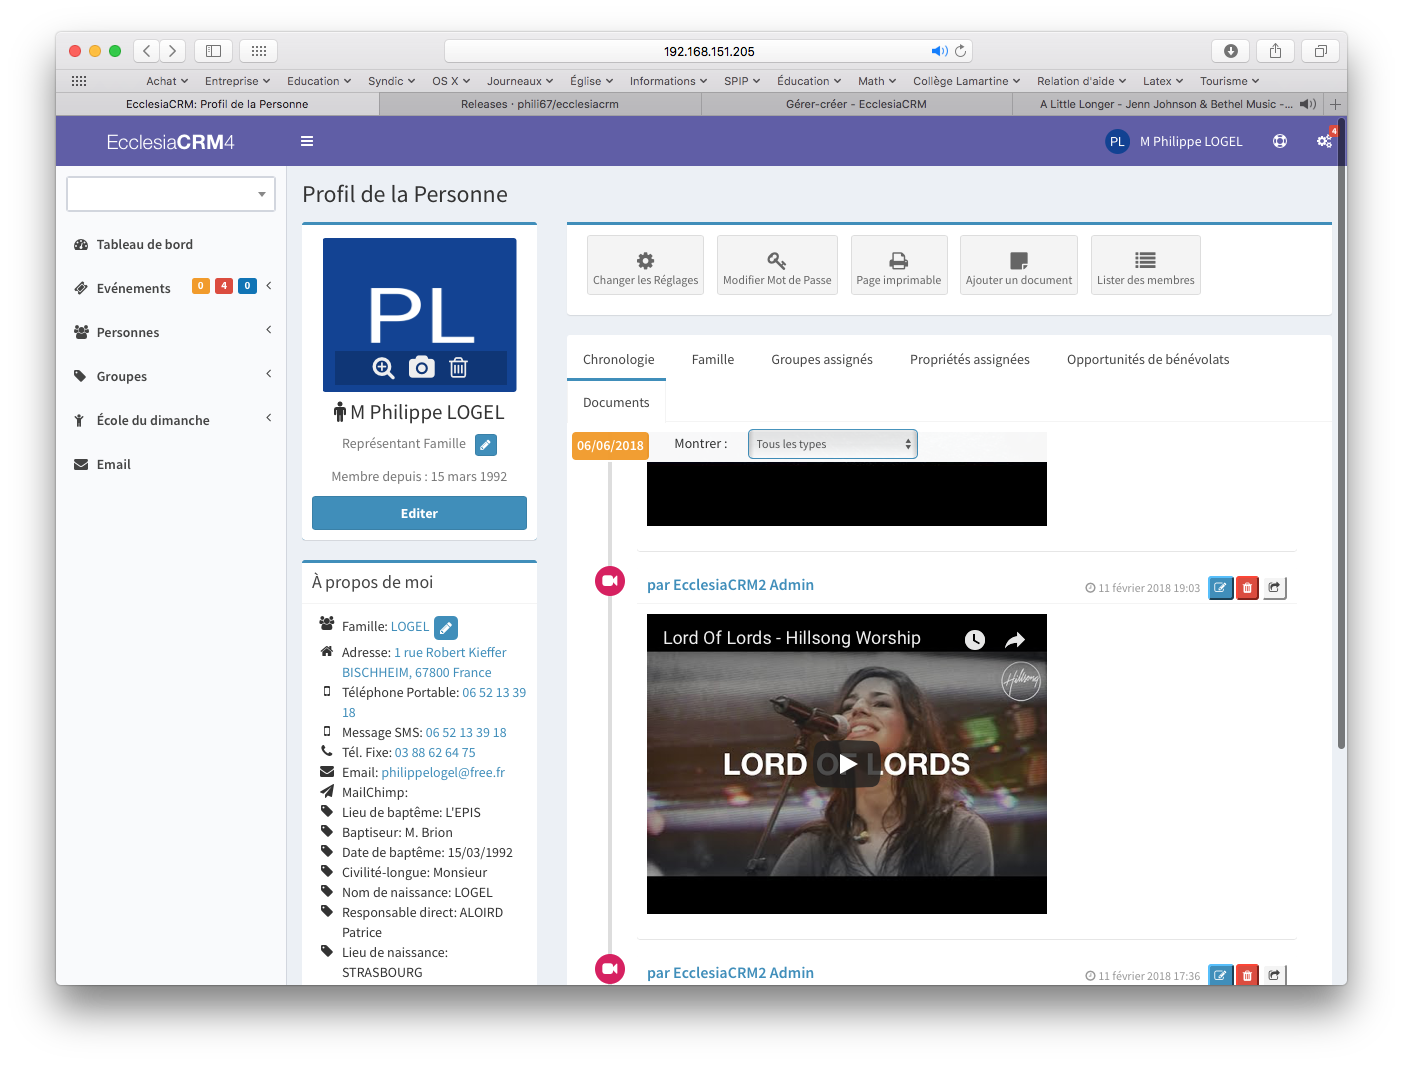 192.168.151.205
Achat Entreprise Education Syndic OS X Journeaux Église Informations SPIP Éducation Math Collège Lamartine Relation d'aide Latex Tourisme
EcclesiaCRM: Profil de la Personne
Releases · phili67/ecclesiacrm
Gérer-créer - EcclesiaCRM
A Little Longer - Jenn Johnson & Bethel Music -...
EcclesiaCRM4
PL M Philippe LOGEL
4
Tableau de bord
Evénements 0 4 0
Personnes
Groupes
École du dimanche
Email
Profil de la Personne
PL
M Philippe LOGEL
Représentant Famille
Membre depuis : 15 mars 1992
Editer
À propos de moi
Famille: LOGEL
Adresse: 1 rue Robert Kieffer
BISCHHEIM, 67800 France
Téléphone Portable: 06 52 13 39
18
Message SMS: 06 52 13 39 18
Tél. Fixe: 03 88 62 64 75
Email: philippelogel@free.fr
MailChimp:
Lieu de baptême: L'EPIS
Baptiseur: M. Brion
Date de baptême: 15/03/1992
Civilité-longue: Monsieur
Nom de naissance: LOGEL
Responsable direct: ALOIRD
Patrice
Lieu de naissance:
STRASBOURG
Changer les Réglages
Modifier Mot de Passe
Page imprimable
Ajouter un document
Lister des membres
Chronologie Famille Groupes assignés Propriétés assignées Opportunités de bénévolats
Documents
06/06/2018 Montrer : Tous les types
par EcclesiaCRM2 Admin 11 février 2018 19:03
Lord Of Lords - Hillsong Worship
Hillsong
LORD OF LORDS
par EcclesiaCRM2 Admin 11 février 2018 17:36